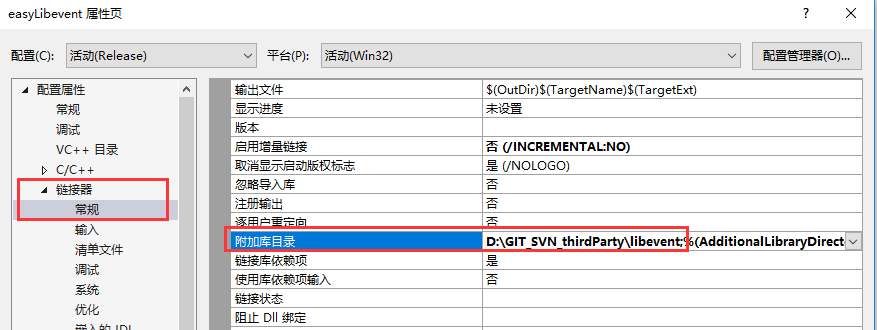 easyLibevent 属性页
配置(C): 活动(Release) 平台(P): 活动(Win32) 配置管理器(O)...
配置属性
常规
调试
VC++ 目录
C/C++
链接器
常规
输入
清单文件
调试
系统
优化
嵌入的 IDL
输出文件 $(OutDir)$(TargetName)$(TargetExt)
显示进度 未设置
版本
启用增量链接 否 (/INCREMENTAL:NO)
取消显示启动版权标志 是 (/NOLOGO)
忽略导入库 否
注册输出 否
逐用户重定向 否
附加库目录 D:\GIT_SVN_thirdParty\libevent;%(AdditionalLibraryDirect
链接库依赖项 是
使用库依赖项输入 否
链接状态
阻止 Dll 绑定